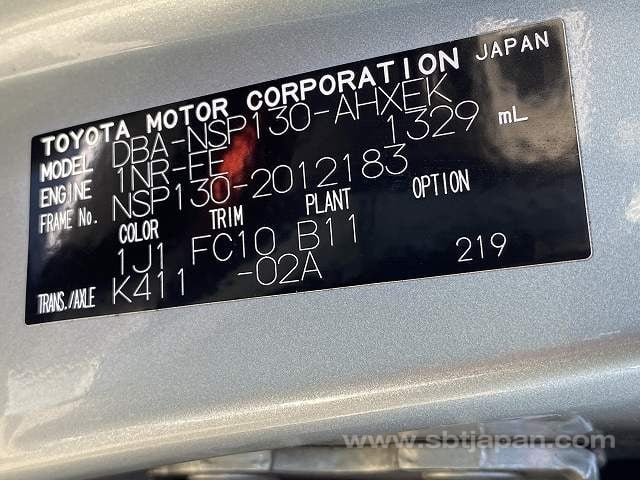 TOYOTA MOTOR CORPORATION JAPAN
MODEL DBA-NSP130-AHXEK
ENGINE 1NR-FE 1329 mL
FRAME No. NSP130-2012183
COLOR TRIM PLANT OPTION
1J1 FC10 B11
TRANS./AXLE K411 -02A 219
www.sbtjapan.com